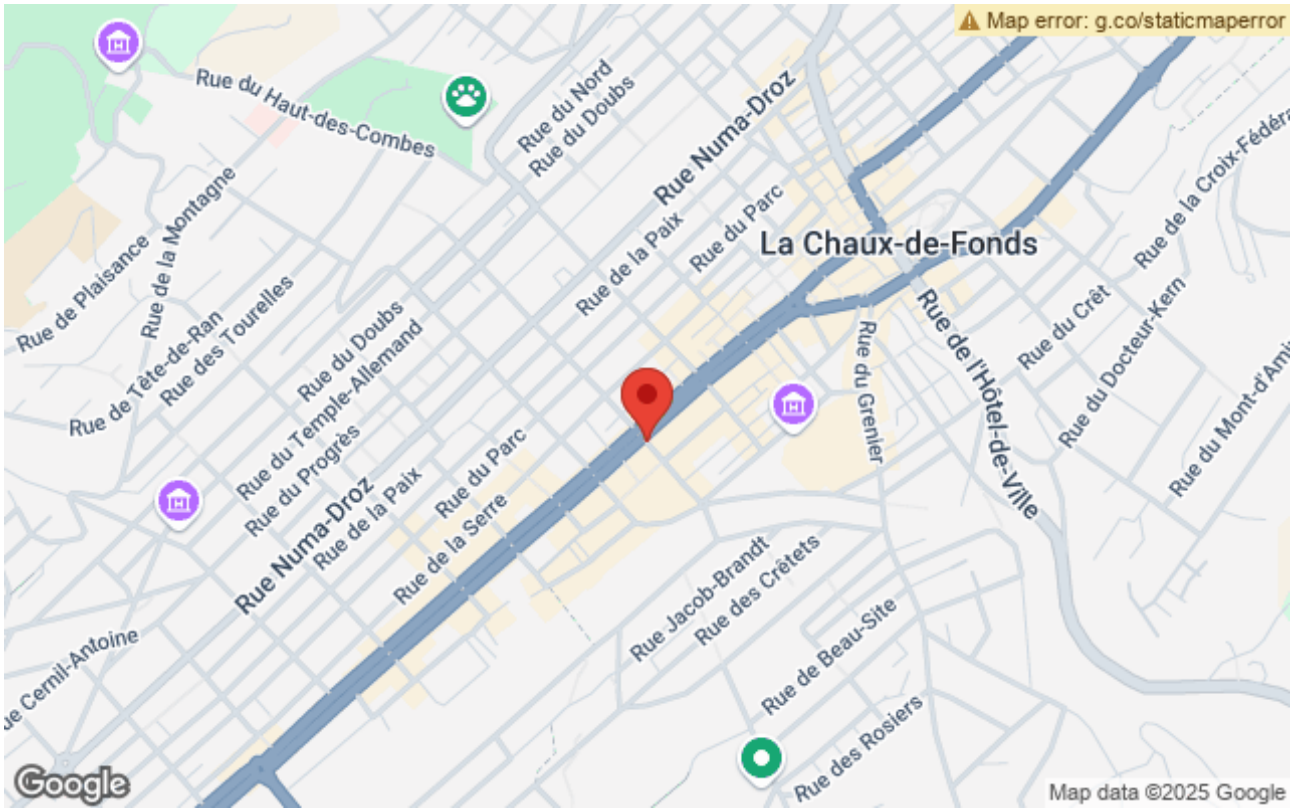 Map error: g.co/staticmaperror
Rue du Nord
Rue du Doubs
Rue du Haut-des-Combes
Rue Numa-Droz
Rue de la Croix-Fédéra
Rue de la Montagne
Rue du Parc
Rue de la Paix
La Chaux-de-Fonds
Rue de Plaisance
Rue des Tourelles
Rue de Tête-de-Ran
Rue du Doubs
Rue du Crêt
Rue du Docteur-Kern
Rue de l'Hôtel-de-Ville
Rue du Grenier
Rue du Mont-d'Ami
Rue du Temple-Allemand
Rue du Progrès
Rue du Parc
Rue de la Paix
Rue Numa-Droz
Rue de la Serre
Rue Jacob-Brandt
Rue des Crêtets
Rue de Beau-Site
ue Cernil-Antoine
Rue des Rosiers
Google
Map data ©2025 Google